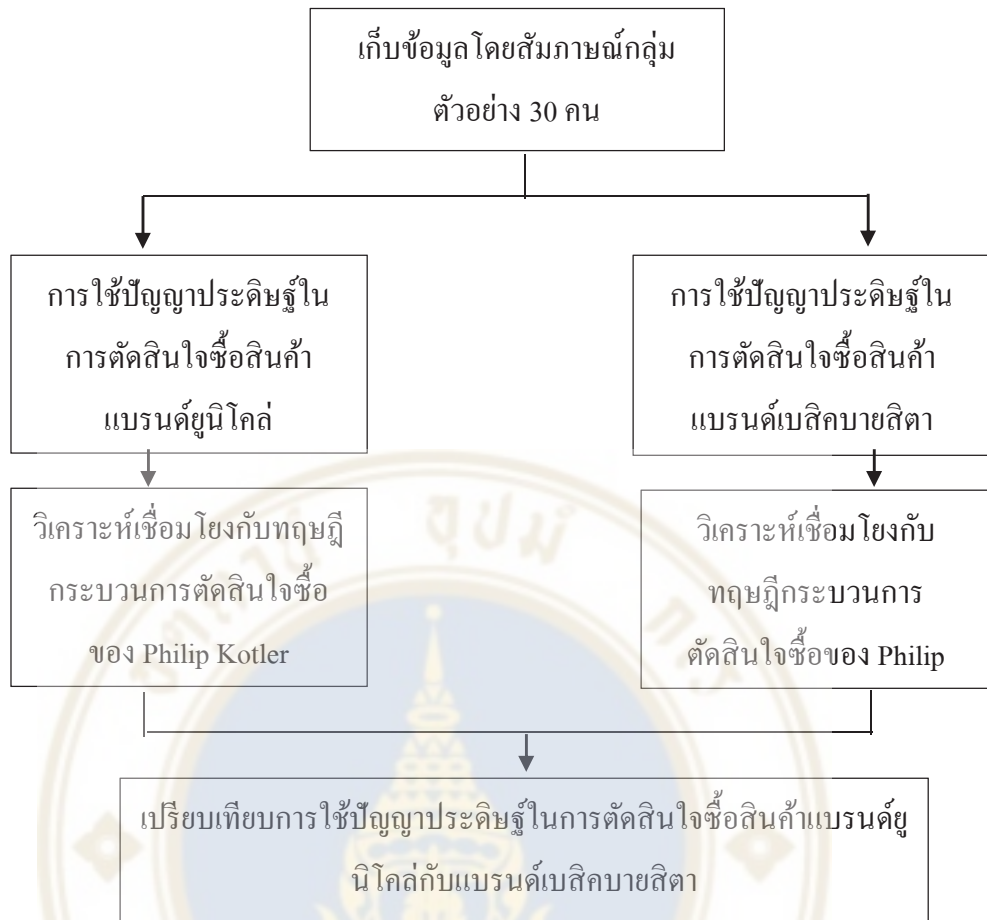 เก็บข้อมูลโดยสัมภาษณ์กลุ่ม
ตัวอย่าง 30 คน
การใช้ปัญญาประดิษฐ์ใน
การตัดสินใจซื้อสินค้า
แบรนด์ยูนิโคล่
การใช้ปัญญาประดิษฐ์ใน
การตัดสินใจซื้อสินค้า
แบรนด์เบสิคบายสิตา
วิเคราะห์เชื่อมโยงกับทฤษฎี
กระบวนการตัดสินใจซื้อ
ของ Philip Kotler
วิเคราะห์เชื่อมโยงกับ
ทฤษฎีกระบวนการ
ตัดสินใจซื้อของ Philip
เปรียบเทียบการใช้ปัญญาประดิษฐ์ในการตัดสินใจซื้อสินค้าแบรนด์ยู
นิโคล่กับแบรนด์เบสิคบายสิตา